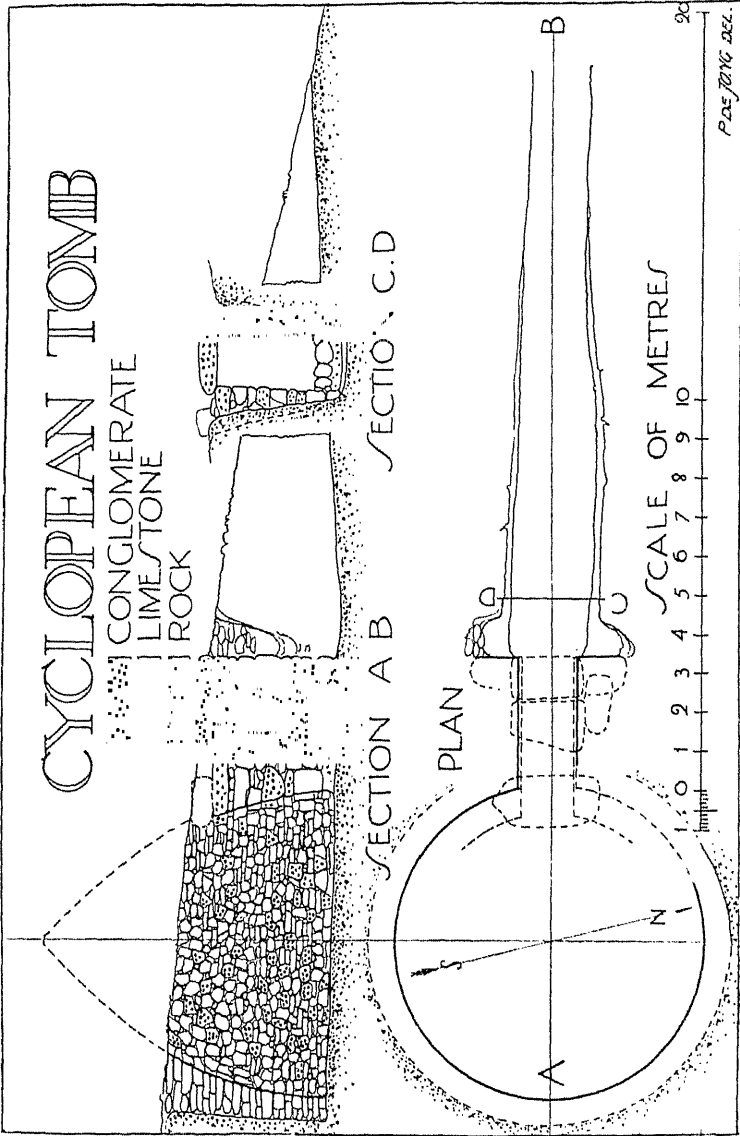 CYCLOPEAN TOMB
CONGLOMERATE
LIMESTONE
ROCK
SECTION A B
SECTION C.D
PLAN
A
B
C
D
S
N
SCALE OF METRES
1 0 1 2 3 4 5 6 7 8 9 10 20
P DE JONG DEL.